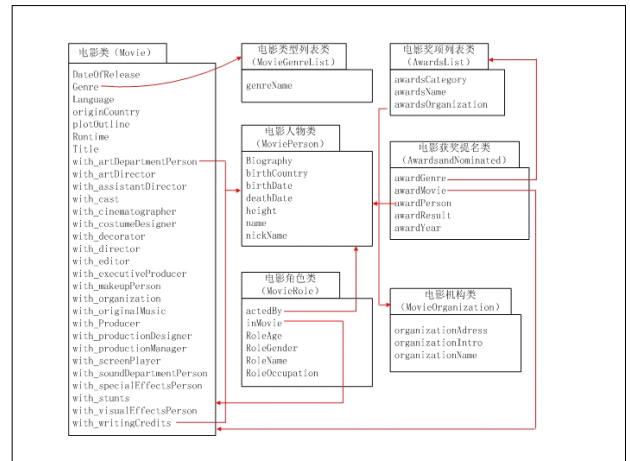 电影类（Movie）
DateOfRelease
Genre
Language
originCountry
plotOutline
Runtime
Title
with_artDepartmentPerson
with_artDirector
with_assistantDirector
with_cast
with_cinematographer
with_costumeDesigner
with_decorator
with_director
with_editor
with_executiveProducer
with_makeupPerson
with_organization
with_originalMusic
with_Producer
with_productionDesigner
with_productionManager
with_screenPlayer
with_soundDepartmentPerson
with_specialEffectsPerson
with_stunts
with_visualEffectsPerson
with_writingCredits
电影类型列表类
（MovieGenreList）
genreName
电影人物类
（MoviePerson）
Biography
birthCountry
birthDate
deathDate
height
name
nickName
电影角色类
（MovieRole）
actedBy
inMovie
RoleAge
RoleGender
RoleName
RoleOccupation
电影奖项列表类
（AwardsList）
awardsCategory
awardsName
awardsOrganization
电影获奖提名类
（AwardsandNominated）
awardGenre
awardMovie
awardPerson
awardResult
awardYear
电影机构类
（MovieOrganization）
organizationAdress
organizationIntro
organizationName